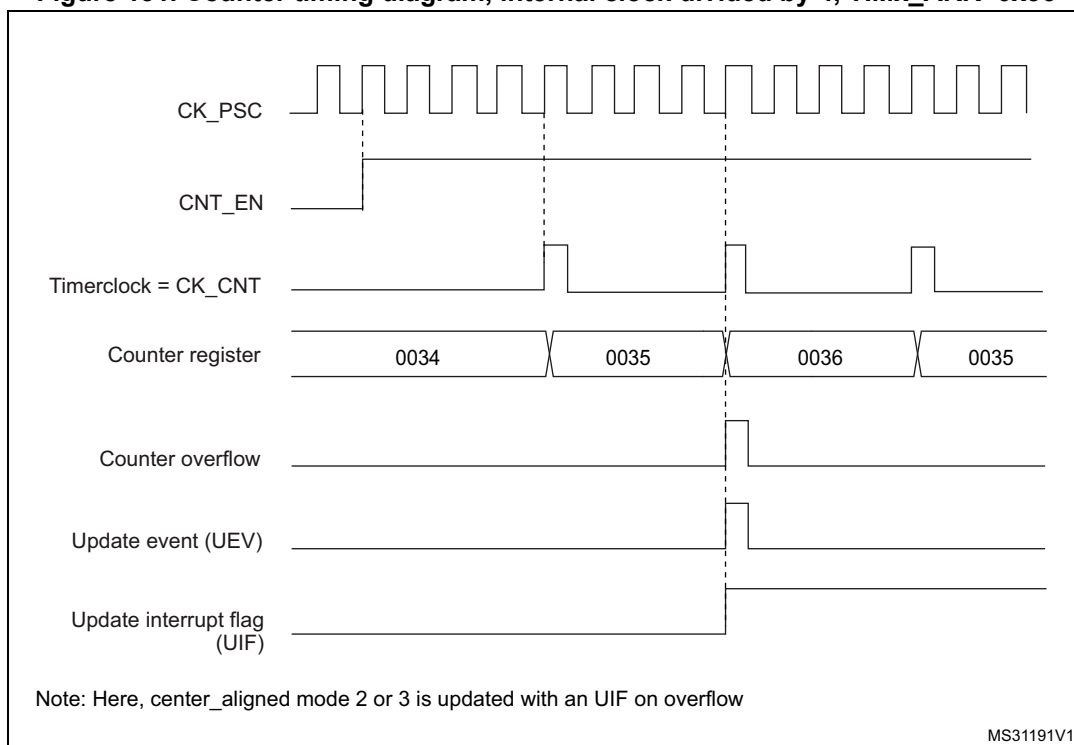 CK_PSC
CNT_EN
Timerclock = CK_CNT
Counter register
0034
0035
0036
0035
Counter overflow
Update event (UEV)
Update interrupt flag
(UIF)
Note: Here, center_aligned mode 2 or 3 is updated with an UIF on overflow
MS31191V1